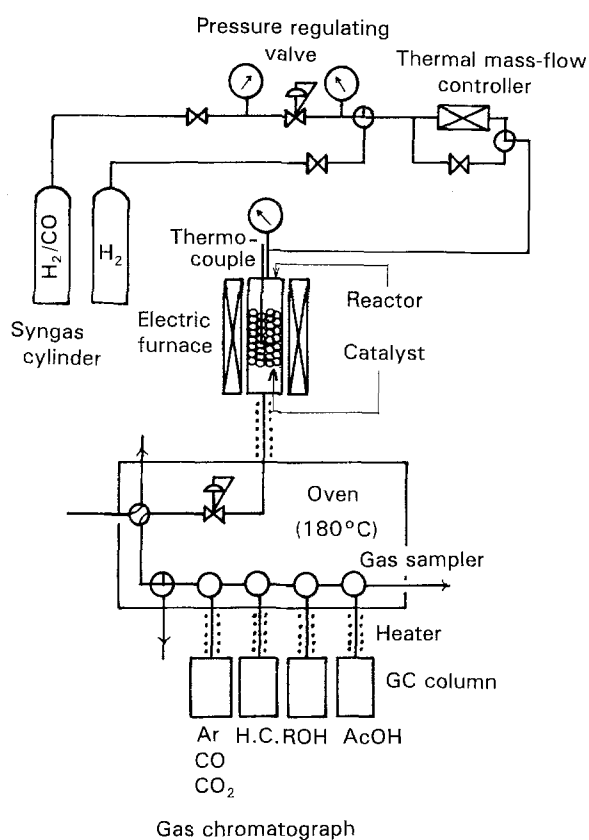 Pressure regulating
valve
Thermal mass-flow
controller
H₂/CO
H₂
Syngas
cylinder
Thermo-
couple
Electric
furnace
Reactor
Catalyst
Oven
(180°C)
Gas sampler
Heater
GC column
Ar H.C. ROH AcOH
CO
CO₂
Gas chromatograph